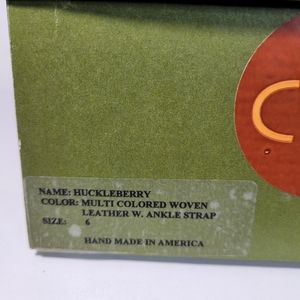 NAME: HUCKLEBERRY
COLOR: MULTI COLORED WOVEN
LEATHER W. ANKLE STRAP
SIZE: 6
HAND MADE IN AMERICA